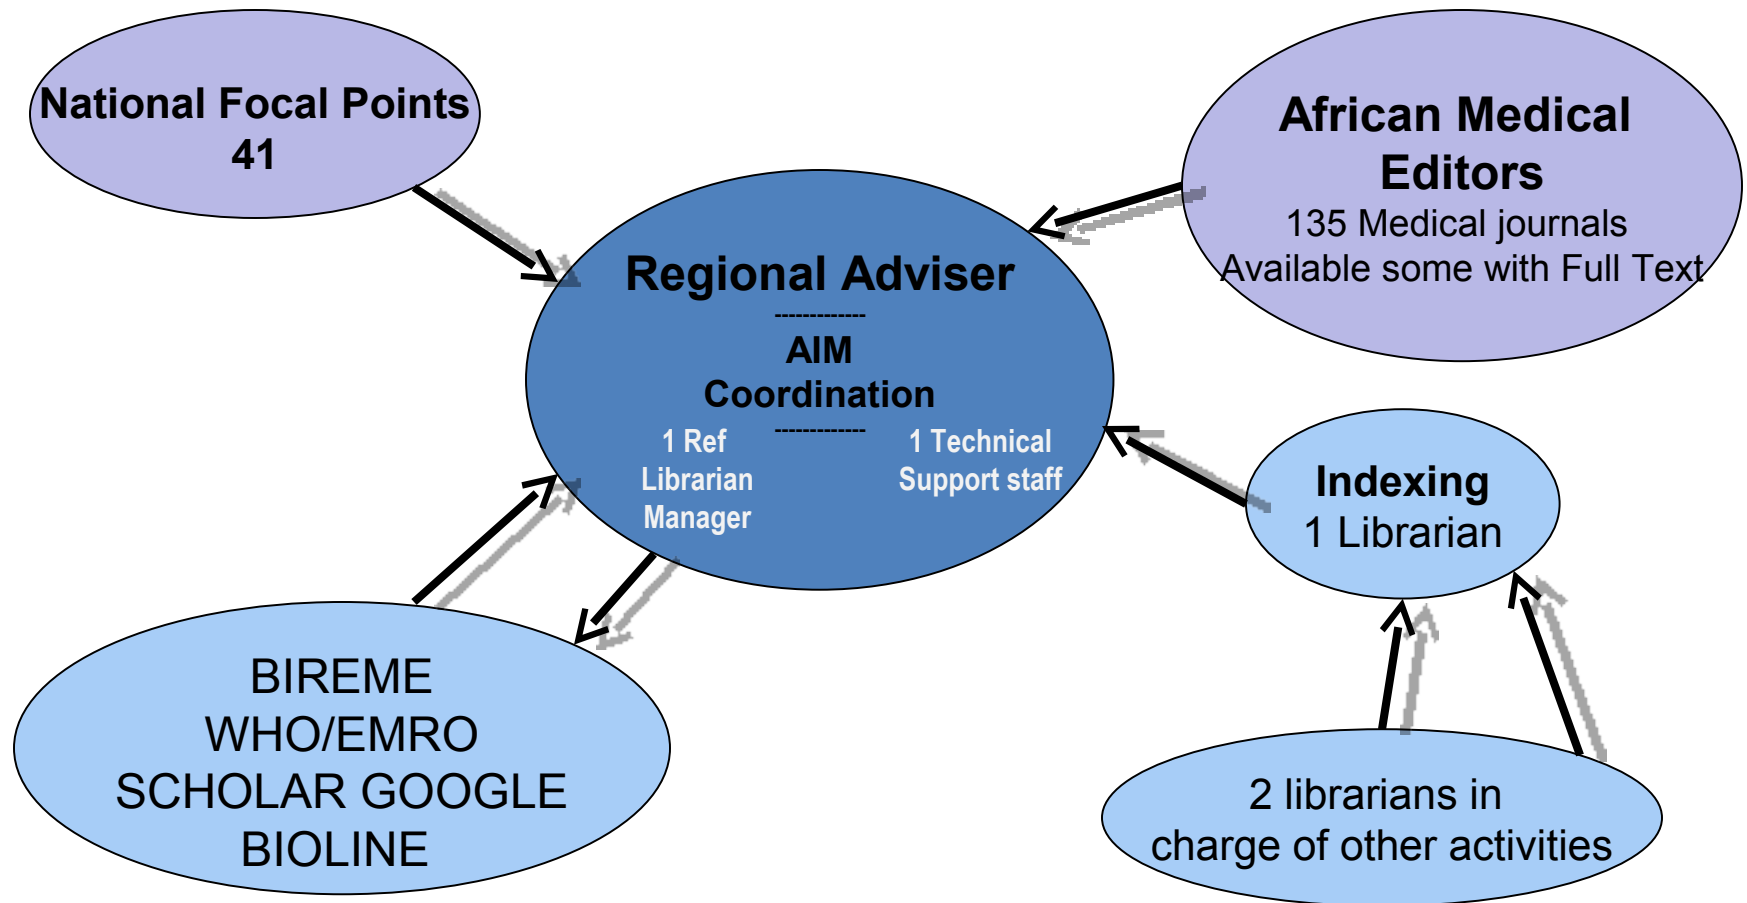 National Focal Points
41
African Medical
Editors
135 Medical journals
Available some with Full Text
Regional Adviser
-------------
AIM
Coordination
-------------
1 Ref
Librarian
Manager
1 Technical
Support staff
Indexing
1 Librarian
BIREME
WHO/EMRO
SCHOLAR GOOGLE
BIOLINE
2 librarians in
charge of other activities